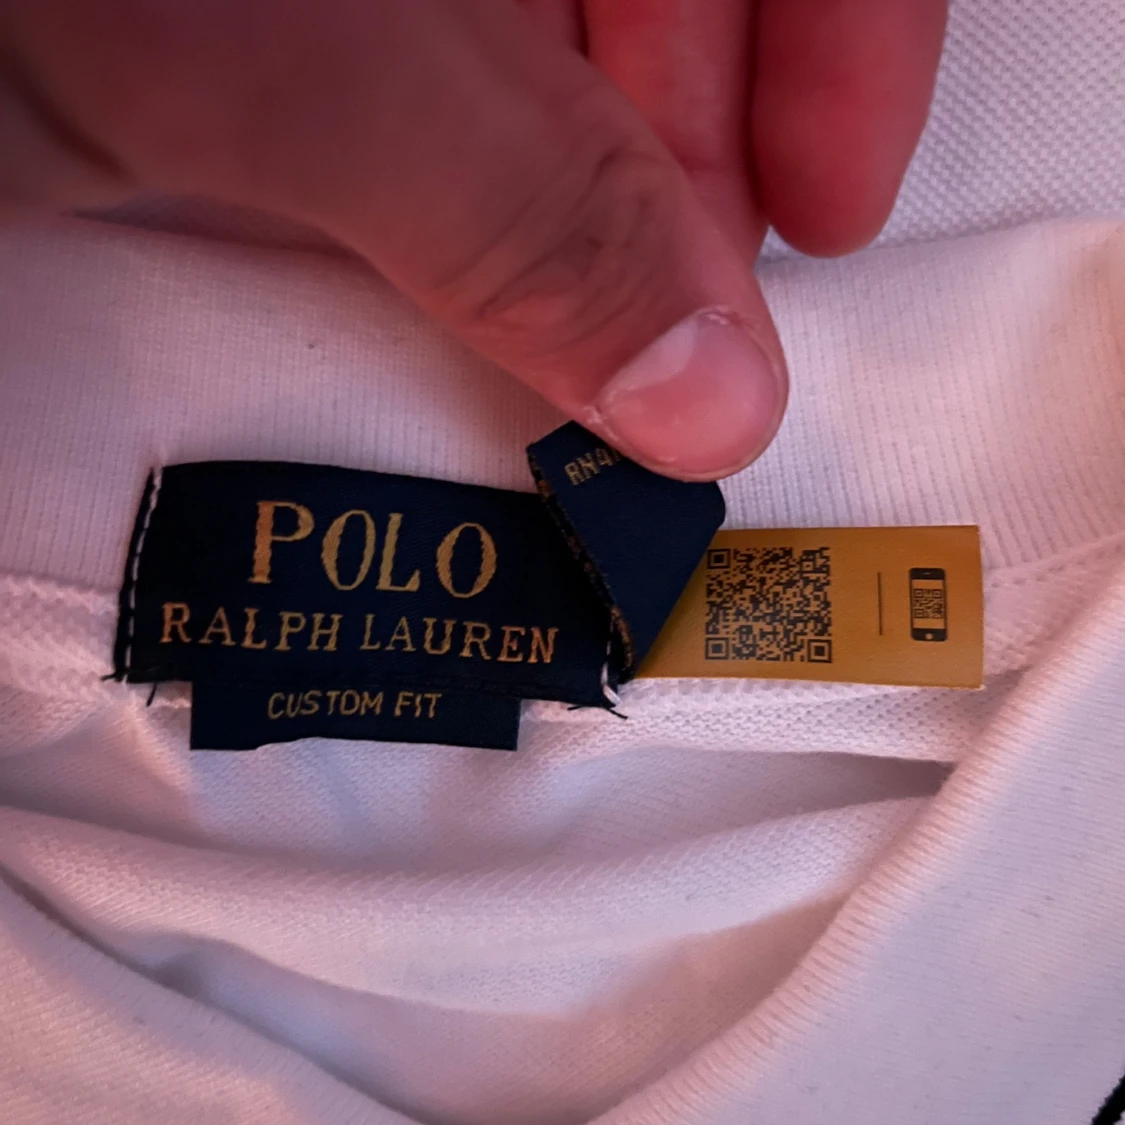 POLO
RALPH LAUREN
CUSTOM FIT